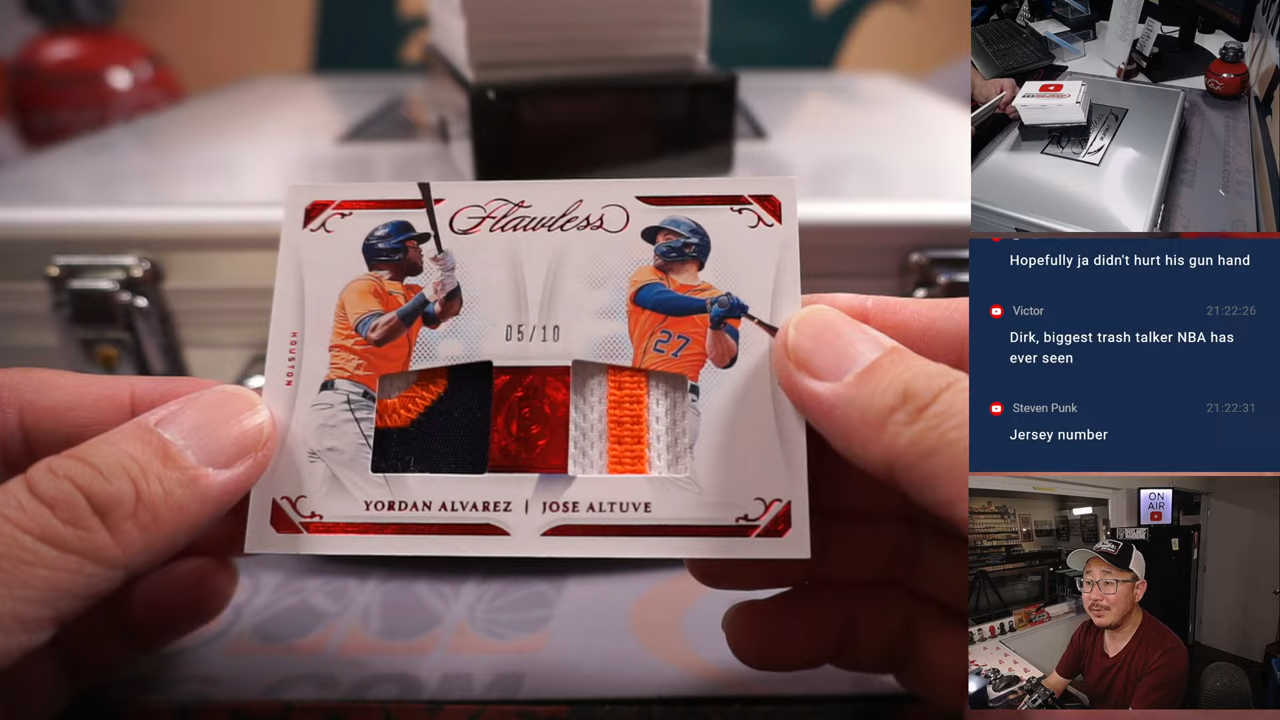 Flawless
05/10
27
HOUSTON
YORDAN ALVAREZ | JOSE ALTUVE
Hopefully ja didn't hurt his gun hand
Victor 21:22:26
Dirk, biggest trash talker NBA has
ever seen
Steven Punk 21:22:31
Jersey number
ON
AIR